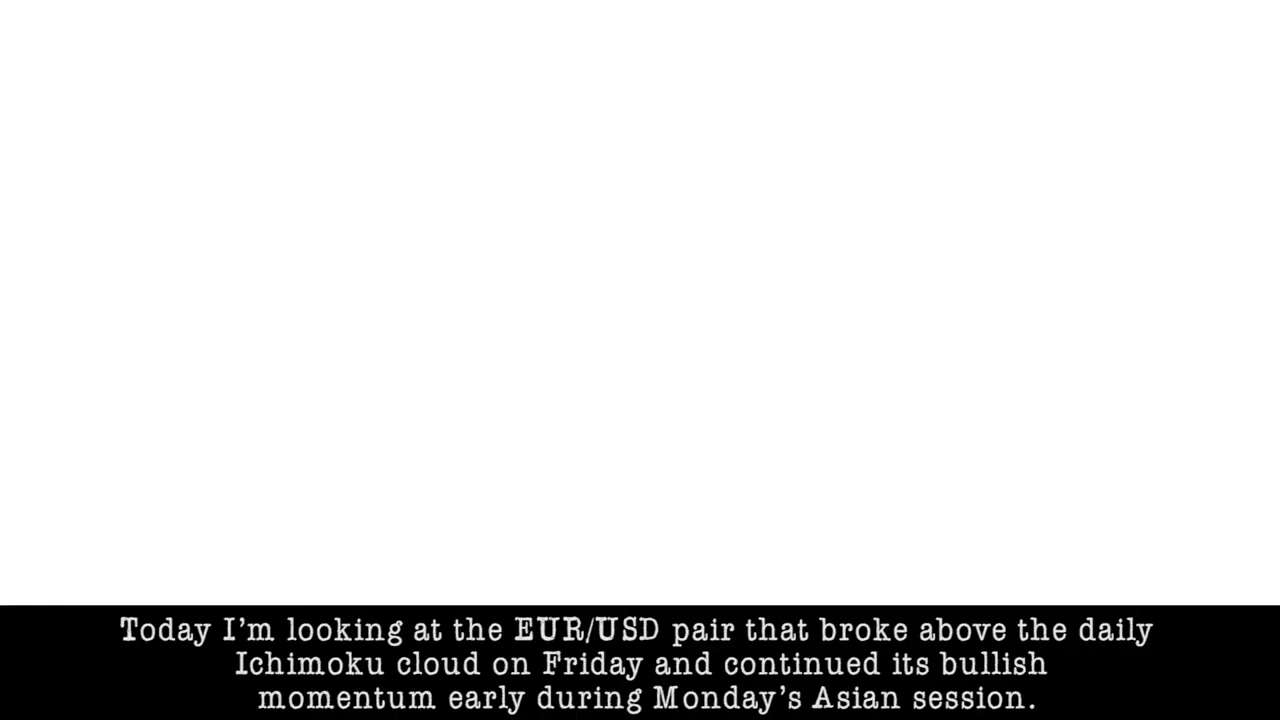 Today I'm looking at the EUR/USD pair that broke above the daily
Ichimoku cloud on Friday and continued its bullish
momentum early during Monday's Asian session.